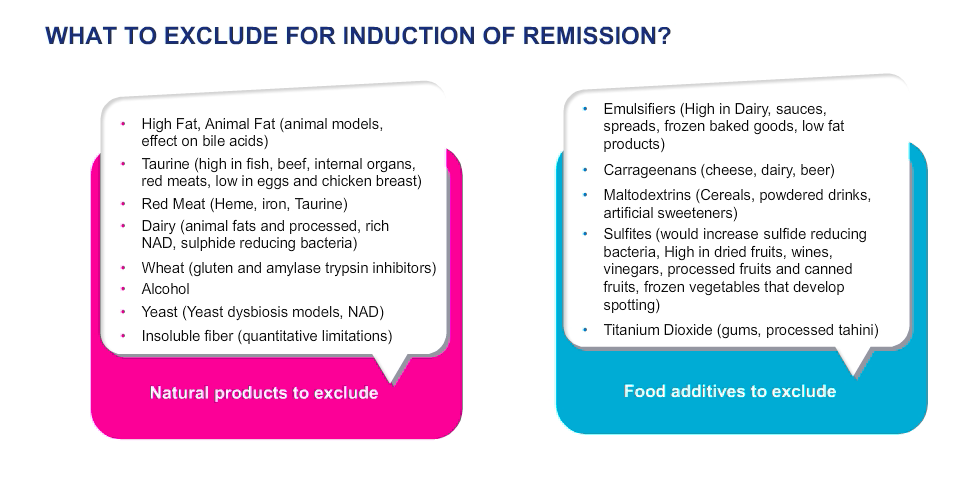 WHAT TO EXCLUDE FOR INDUCTION OF REMISSION?
• High Fat, Animal Fat (animal models,
effect on bile acids)
• Taurine (high in fish, beef, internal organs,
red meats, low in eggs and chicken breast)
• Red Meat (Heme, iron, Taurine)
• Dairy (animal fats and processed, rich
NAD, sulphide reducing bacteria)
• Wheat (gluten and amylase trypsin inhibitors)
• Alcohol
• Yeast (Yeast dysbiosis models, NAD)
• Insoluble fiber (quantitative limitations)
Natural products to exclude
• Emulsifiers (High in Dairy, sauces,
spreads, frozen baked goods, low fat
products)
• Carrageenans (cheese, dairy, beer)
• Maltodextrins (Cereals, powdered drinks,
artificial sweeteners)
• Sulfites (would increase sulfide reducing
bacteria, High in dried fruits, wines,
vinegars, processed fruits and canned
fruits, frozen vegetables that develop
spotting)
• Titanium Dioxide (gums, processed tahini)
Food additives to exclude